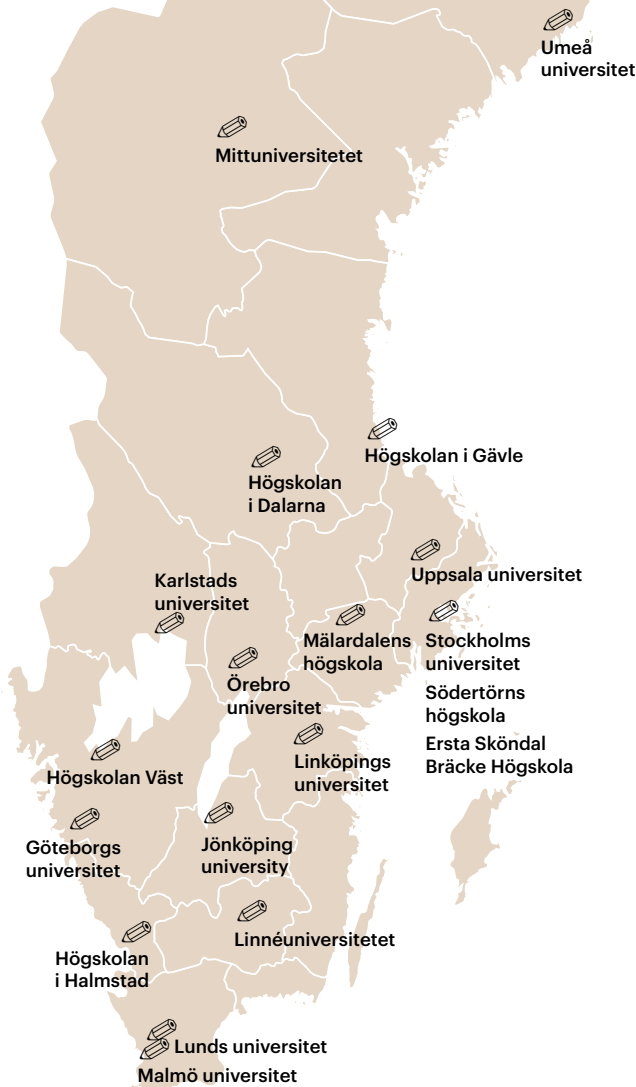 Umeå
universitet
Mittuniversitetet
Högskolan i Gävle
Högskolan
i Dalarna
Uppsala universitet
Karlstads
universitet
Mälardalens
högskola
Stockholms
universitet
Södertörns
högskola
Ersta Sköndal
Bräcke Högskola
Örebro
universitet
Linköpings
universitet
Högskolan Väst
Göteborgs
universitet
Jönköping
university
Linnéuniversitetet
Högskolan
i Halmstad
Lunds universitet
Malmö universitet